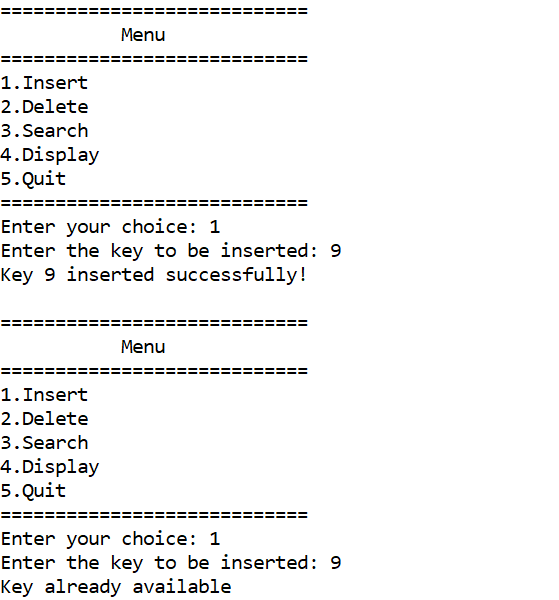 ============================
Menu
============================
1.Insert
2.Delete
3.Search
4.Display
5.Quit
============================
Enter your choice: 1
Enter the key to be inserted: 9
Key 9 inserted successfully!
============================
Menu
============================
1.Insert
2.Delete
3.Search
4.Display
5.Quit
============================
Enter your choice: 1
Enter the key to be inserted: 9
Key already available